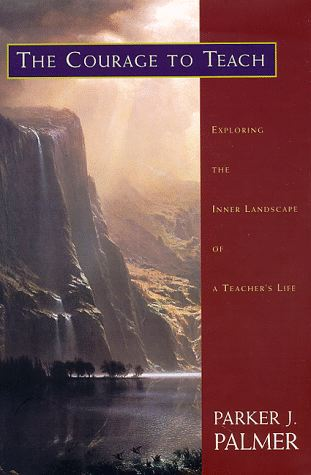 THE COURAGE TO TEACH
EXPLORING
THE
INNER LANDSCAPE
OF
A TEACHER'S LIFE
PARKER J.
PALMER